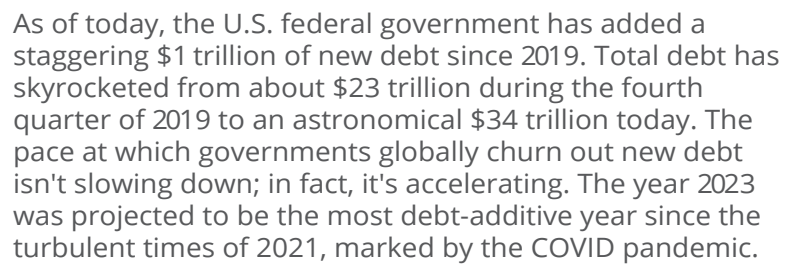 As of today, the U.S. federal government has added a
staggering $1 trillion of new debt since 2019. Total debt has
skyrocketed from about $23 trillion during the fourth
quarter of 2019 to an astronomical $34 trillion today. The
pace at which governments globally churn out new debt
isn't slowing down; in fact, it's accelerating. The year 2023
was projected to be the most debt-additive year since the
turbulent times of 2021, marked by the COVID pandemic.